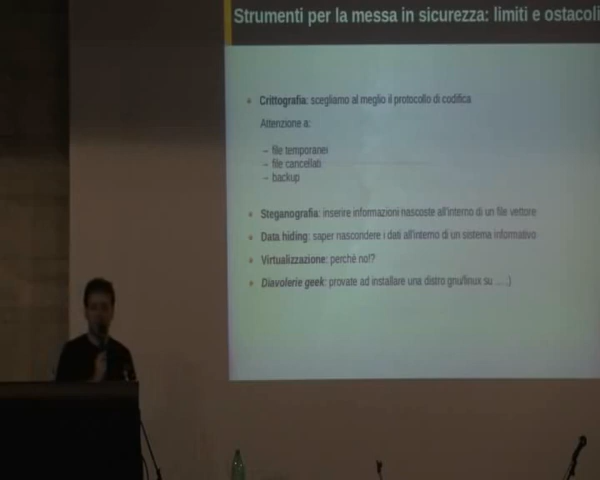 Strumenti per la messa in sicurezza: limiti e ostacoli
Crittografia: scegliamo al meglio il protocollo di codifica
Attenzione a:
– file temporanei
– file cancellati
– backup
Steganografia: inserire informazioni nascoste all'interno di un file vettore
Data hiding: saper nascondere i dati all'interno di un sistema informativo
Virtualizzazione: perchè no!?
Diavolerie geek: provate ad installare una distro gnu/linux su ... ;)